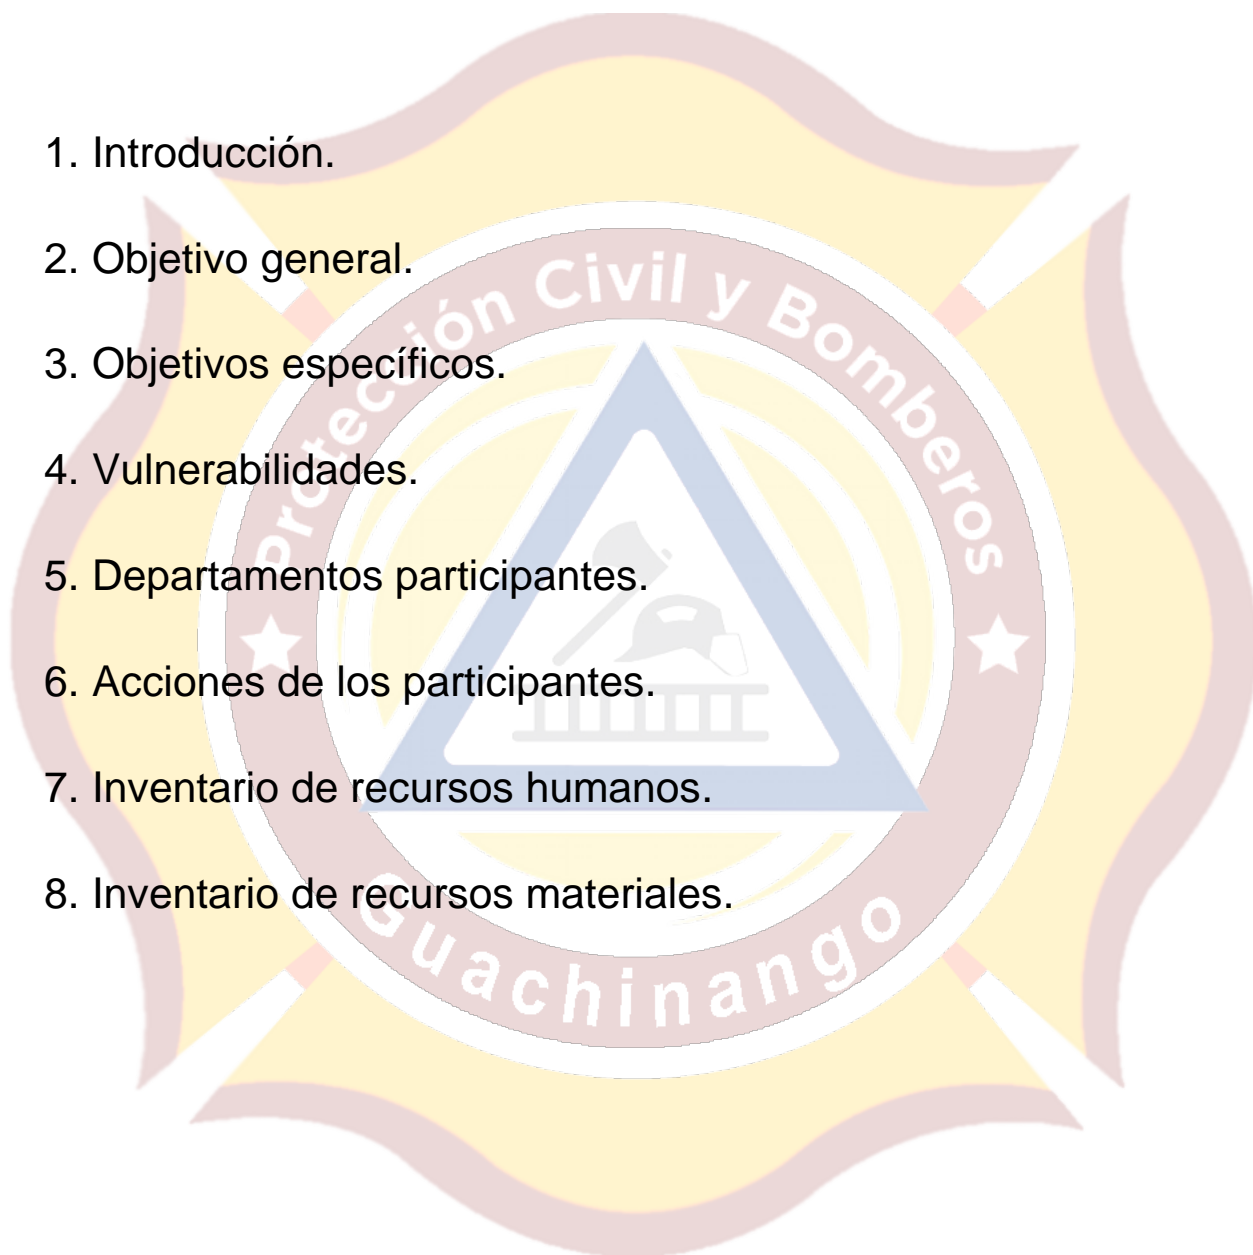 1. Introducción.
2. Objetivo general.
3. Objetivos específicos.
4. Vulnerabilidades.
5. Departamentos participantes.
6. Acciones de los participantes.
7. Inventario de recursos humanos.
8. Inventario de recursos materiales.
Protección Civil y Bomberos
Guachinango